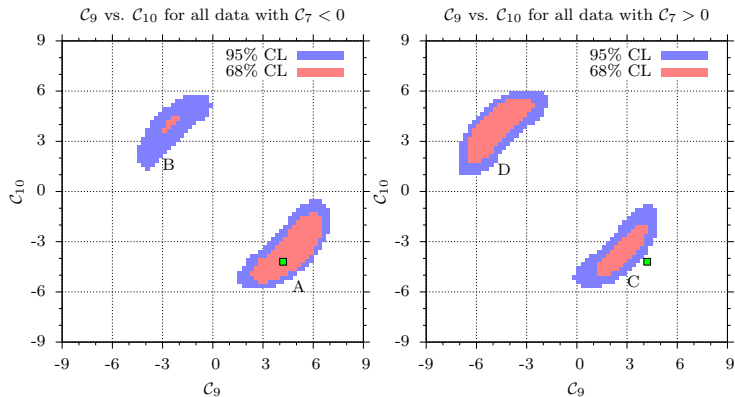 C₉ vs. C₁₀ for all data with C₇ < 0
9
6
3
0
-3
-6
-9
C₁₀
95% CL
68% CL
B
A
-9 -6 -3 0 3 6 9
C₉
C₉ vs. C₁₀ for all data with C₇ > 0
9
6
3
0
-3
-6
-9
C₁₀
95% CL
68% CL
D
C
-9 -6 -3 0 3 6 9
C₉